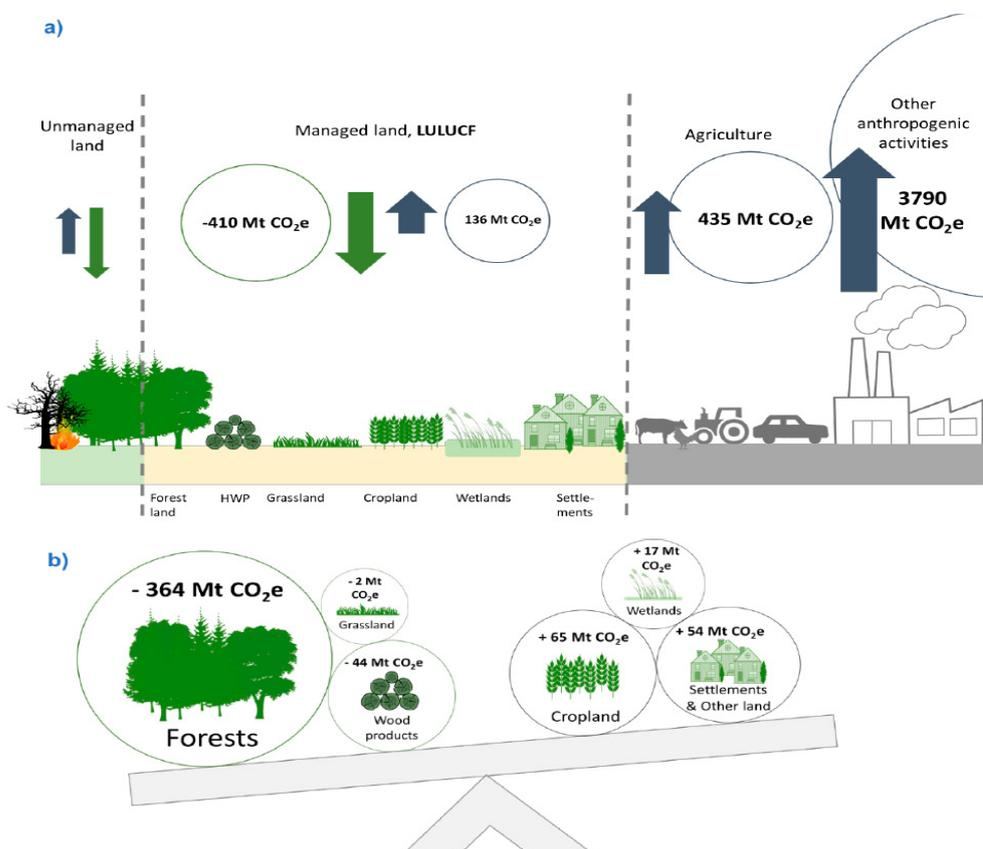 a)
Unmanaged
land
Managed land, LULUCF
Agriculture
Other
anthropogenic
activities
-410 Mt CO₂e
136 Mt CO₂e
435 Mt CO₂e
3790
Mt CO₂e
Forest
land
HWP
Grassland
Cropland
Wetlands
Settle-
ments
b)
- 364 Mt CO₂e
Forests
- 2 Mt
CO₂e
Grassland
- 44 Mt CO₂e
Wood
products
+ 65 Mt CO₂e
Cropland
+ 17 Mt
CO₂e
Wetlands
+ 54 Mt CO₂e
Settlements
& Other land